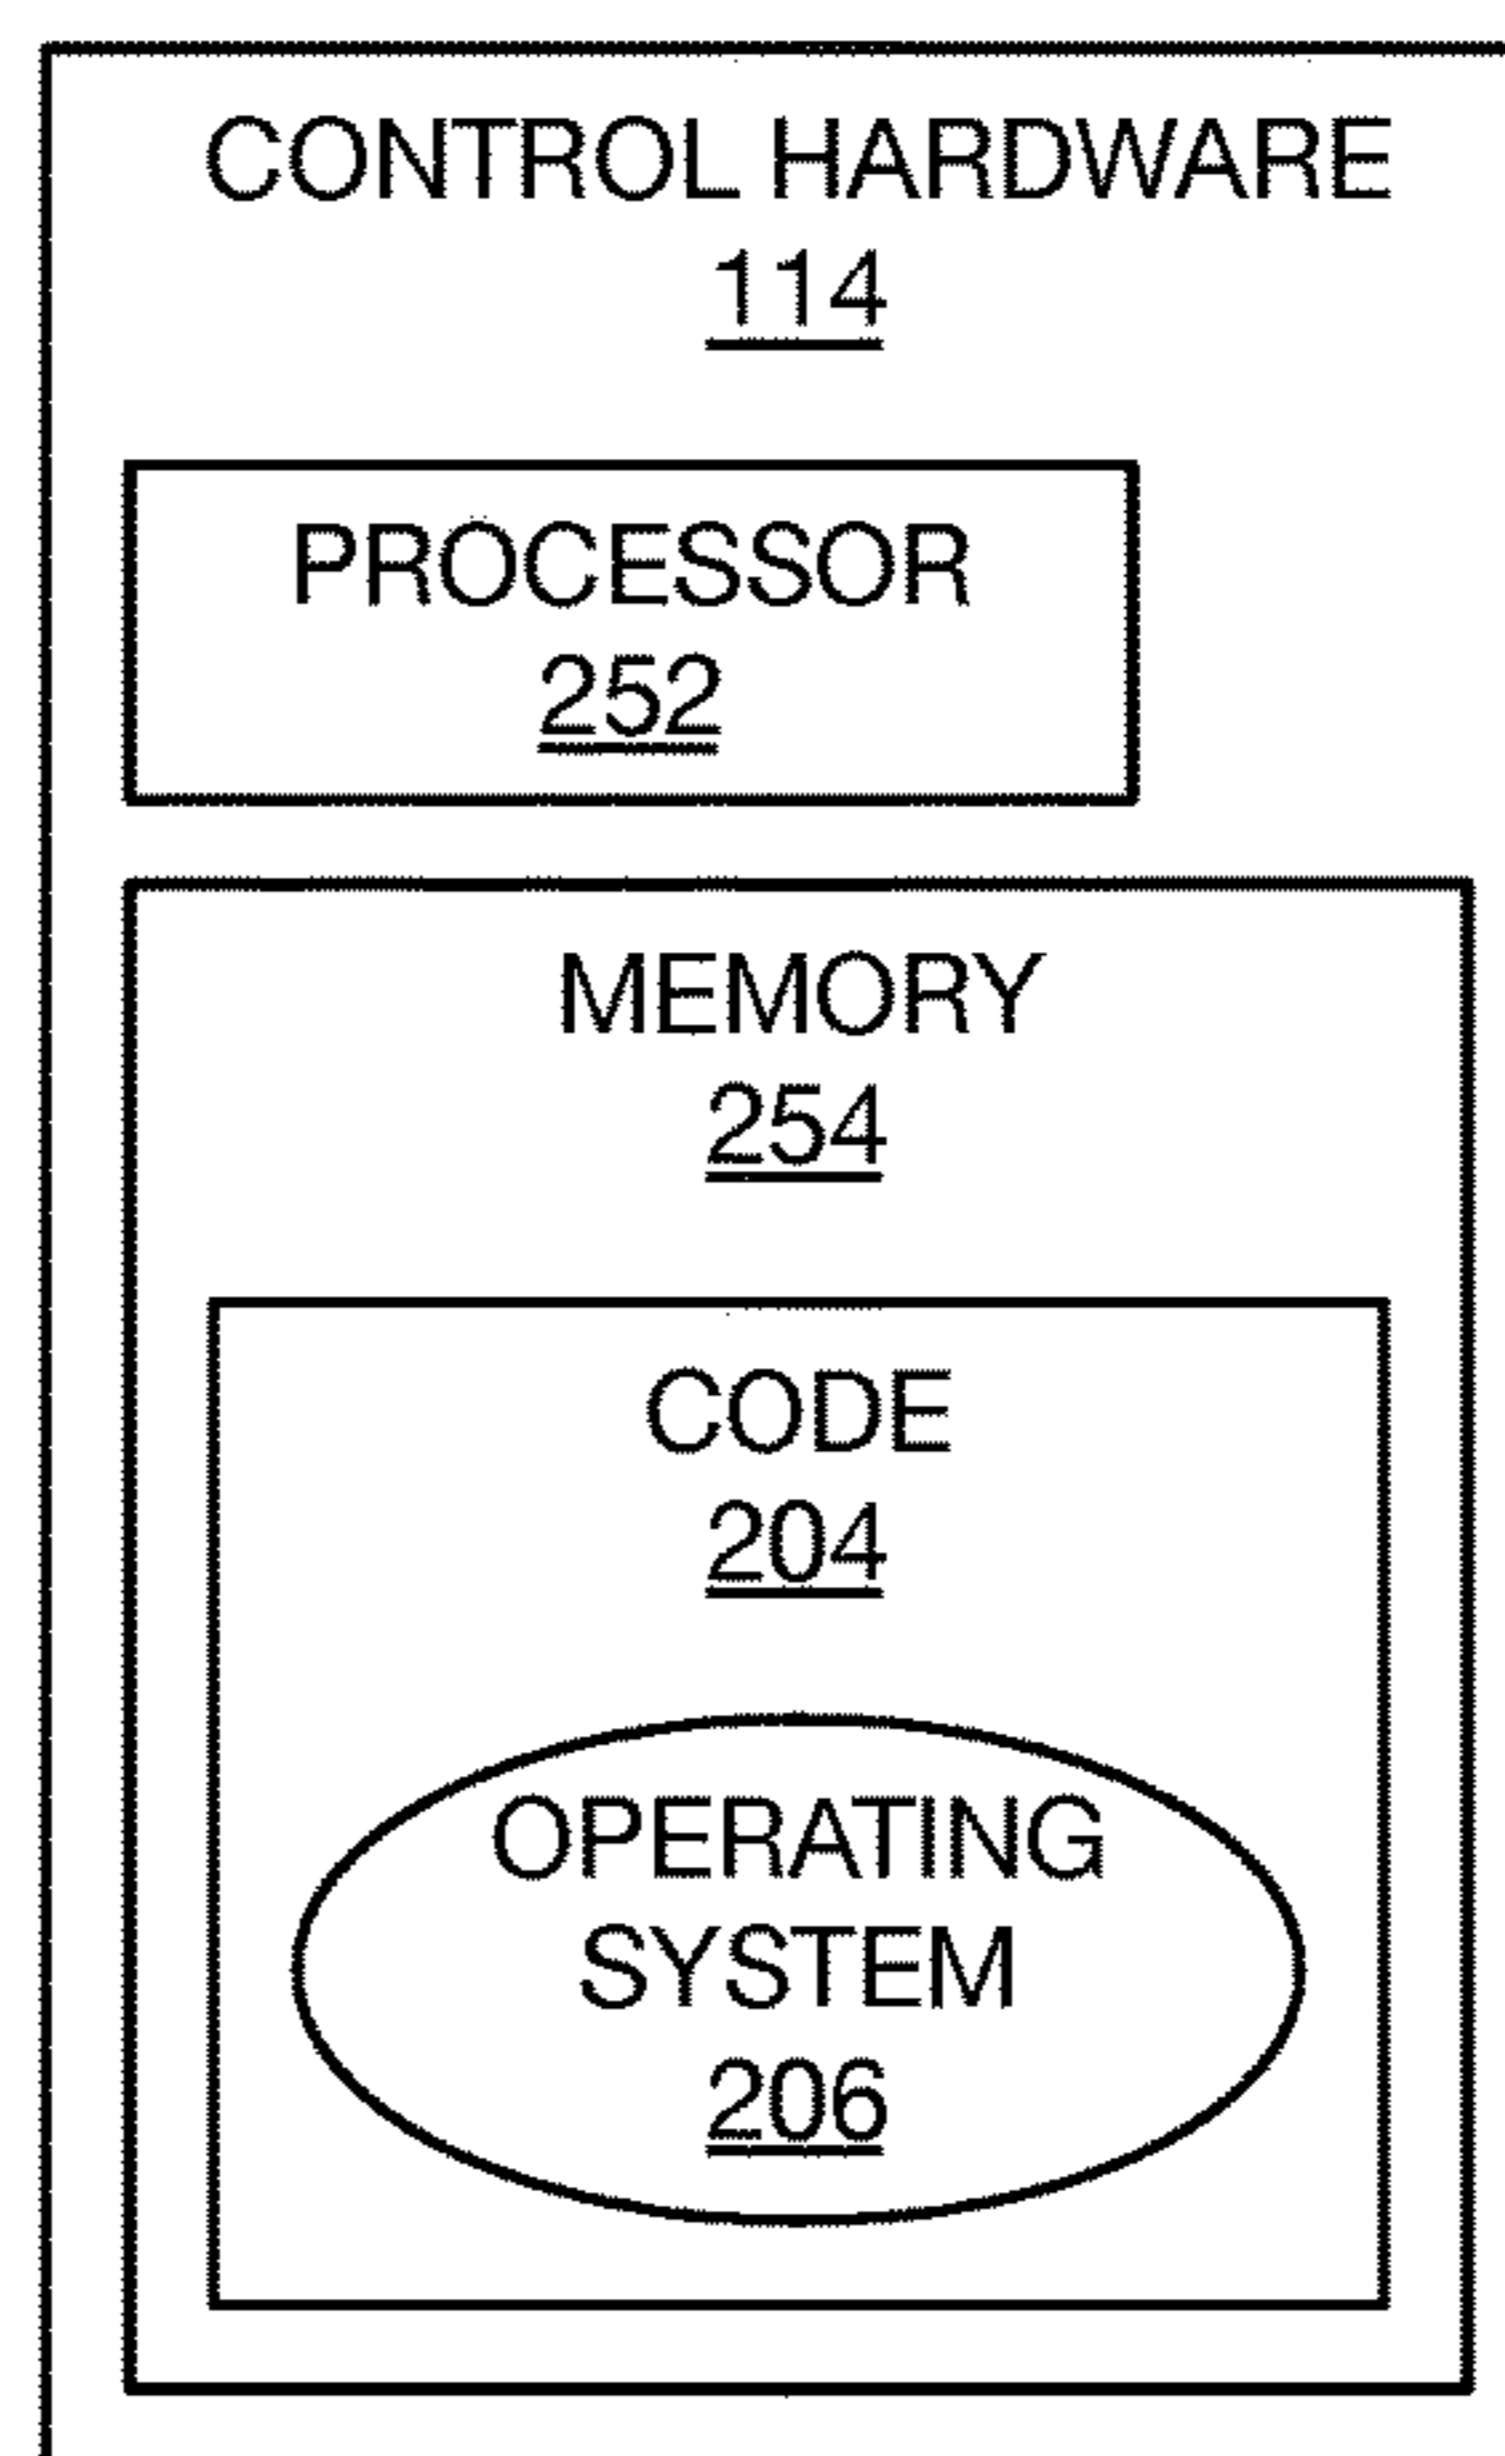 CONTROL HARDWARE
114
PROCESSOR
252
MEMORY
254
CODE
204
OPERATING
SYSTEM
206